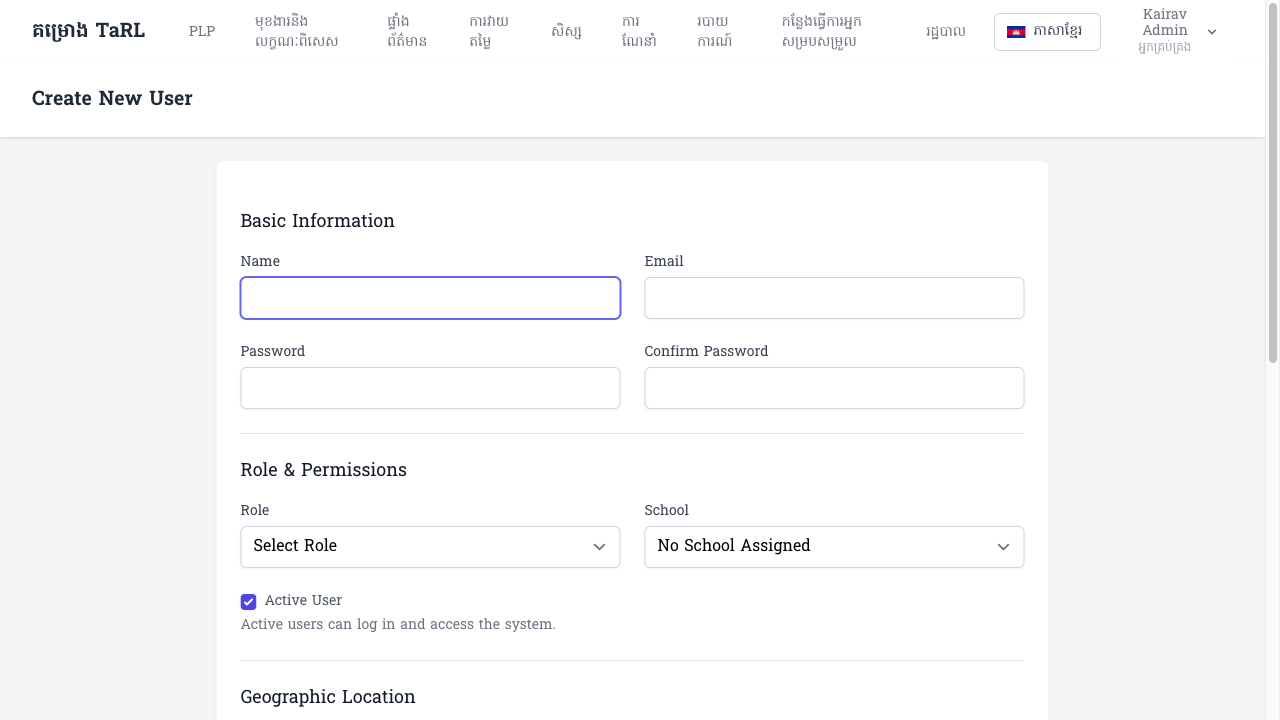 គម្រោង TaRL
PLP
មុខងារនិង
លក្ខណៈពិសេស
ផ្ទាំង
ព័ត៌មាន
ការវាយ
តម្លៃ
សិស្ស
ការ
ណែនាំ
របាយ
ការណ៍
កន្លែងធ្វើការអ្នក
សម្របសម្រួល
រដ្ឋបាល
ភាសាខ្មែរ
Kairav
Admin
អ្នកគ្រប់គ្រង
Create New User
Basic Information
Name
Email
Password
Confirm Password
Role & Permissions
Role
School
Select Role
No School Assigned
Active User
Active users can log in and access the system.
Geographic Location